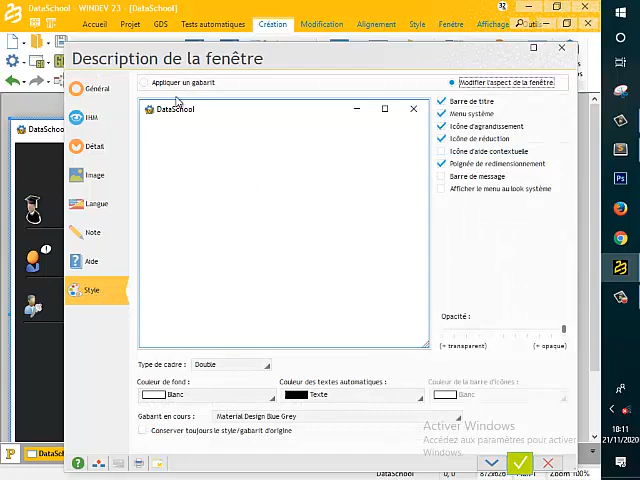 DataSchool - WINDEV 23 - [DataSchool]
32
Accueil Projet GDS Tests automatiques Création Modification Alignement Style Fenêtre Affichage Outils
Description de la fenêtre
Général
IHM
Détail
Image
Langue
Note
Aide
Style
Appliquer un gabarit
Modifier l'aspect de la fenêtre
DataSchool
DataSchoo
Barre de titre
Menu système
Icône d'agrandissement
Icône de réduction
Icône d'aide contextuelle
Poignée de redimensionnement
Barre de message
Afficher le menu au look système
Opacité :
(+ transparent) (+ opaque)
Type de cadre : Double
Couleur de fond : Couleur des textes automatiques : Couleur de la barre d'icônes :
Blanc Texte Blanc
Gabarit en cours : Material Design Blue Grey
Conserver toujours le style/gabarit d'origine
Activer Windows
Accédez aux paramètres pour activer
Windows.
DataSchool 0, 0 872x626 Zoom 100%
18:11
21/11/2020